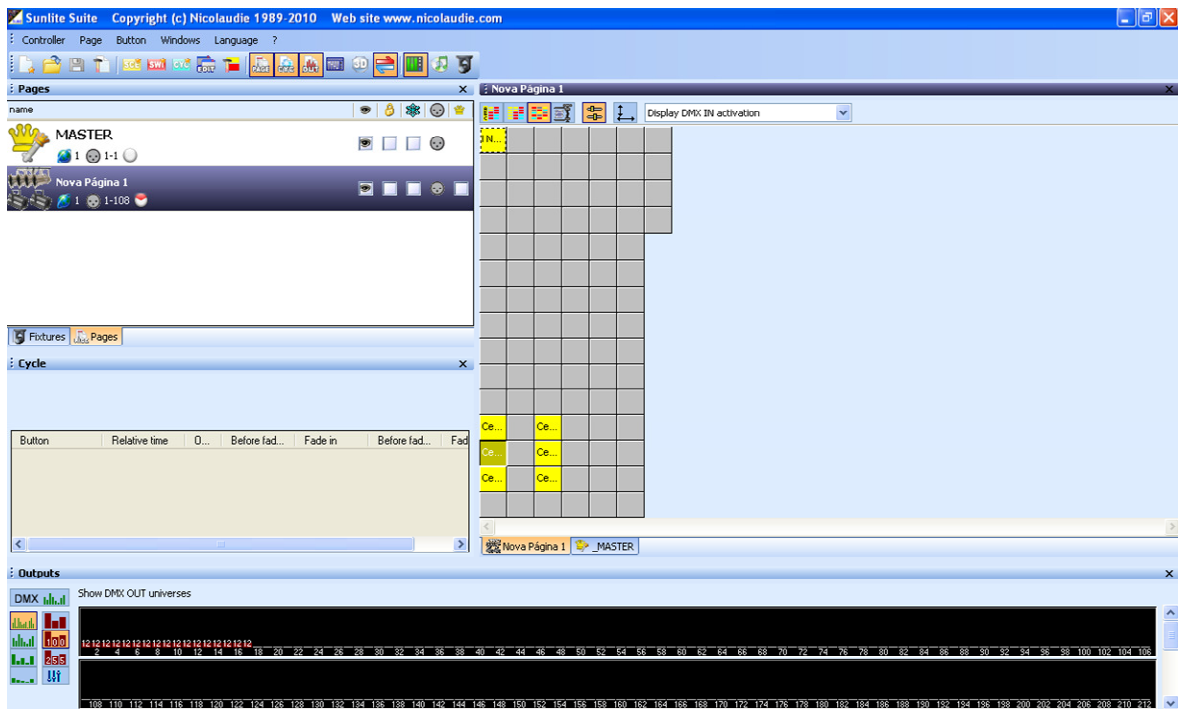 Sunlite Suite Copyright (c) Nicolaudie 1989-2010 Web site www.nicolaudie.com
Controller Page Button Windows Language ?
Pages
name
MASTER
1 1-1
Nova Página 1
1 1-108
Fixtures Pages
Cycle
Button Relative time O... Before fad... Fade in Before fad... Fad
Nova Página 1
Display DMX IN activation
N...
Ce... Ce...
Ce... Ce...
Ce... Ce...
Nova Página 1 _MASTER
Outputs
DMX Show DMX OUT universes
100
255
12 12 12 12 12 12 12 12 12 12 12 12 12 12 12 12 12
2 4 6 8 10 12 14 16 18 20 22 24 26 28 30 32 34 36 38 40 42 44 46 48 50 52 54 56 58 60 62 64 66 68 70 72 74 76 78 80 82 84 86 88 90 92 94 96 98 100 102 104 106
108 110 112 114 116 118 120 122 124 126 128 130 132 134 136 138 140 142 144 146 148 150 152 154 156 158 160 162 164 166 168 170 172 174 176 178 180 182 184 186 188 190 192 194 196 198 200 202 204 206 208 210 212